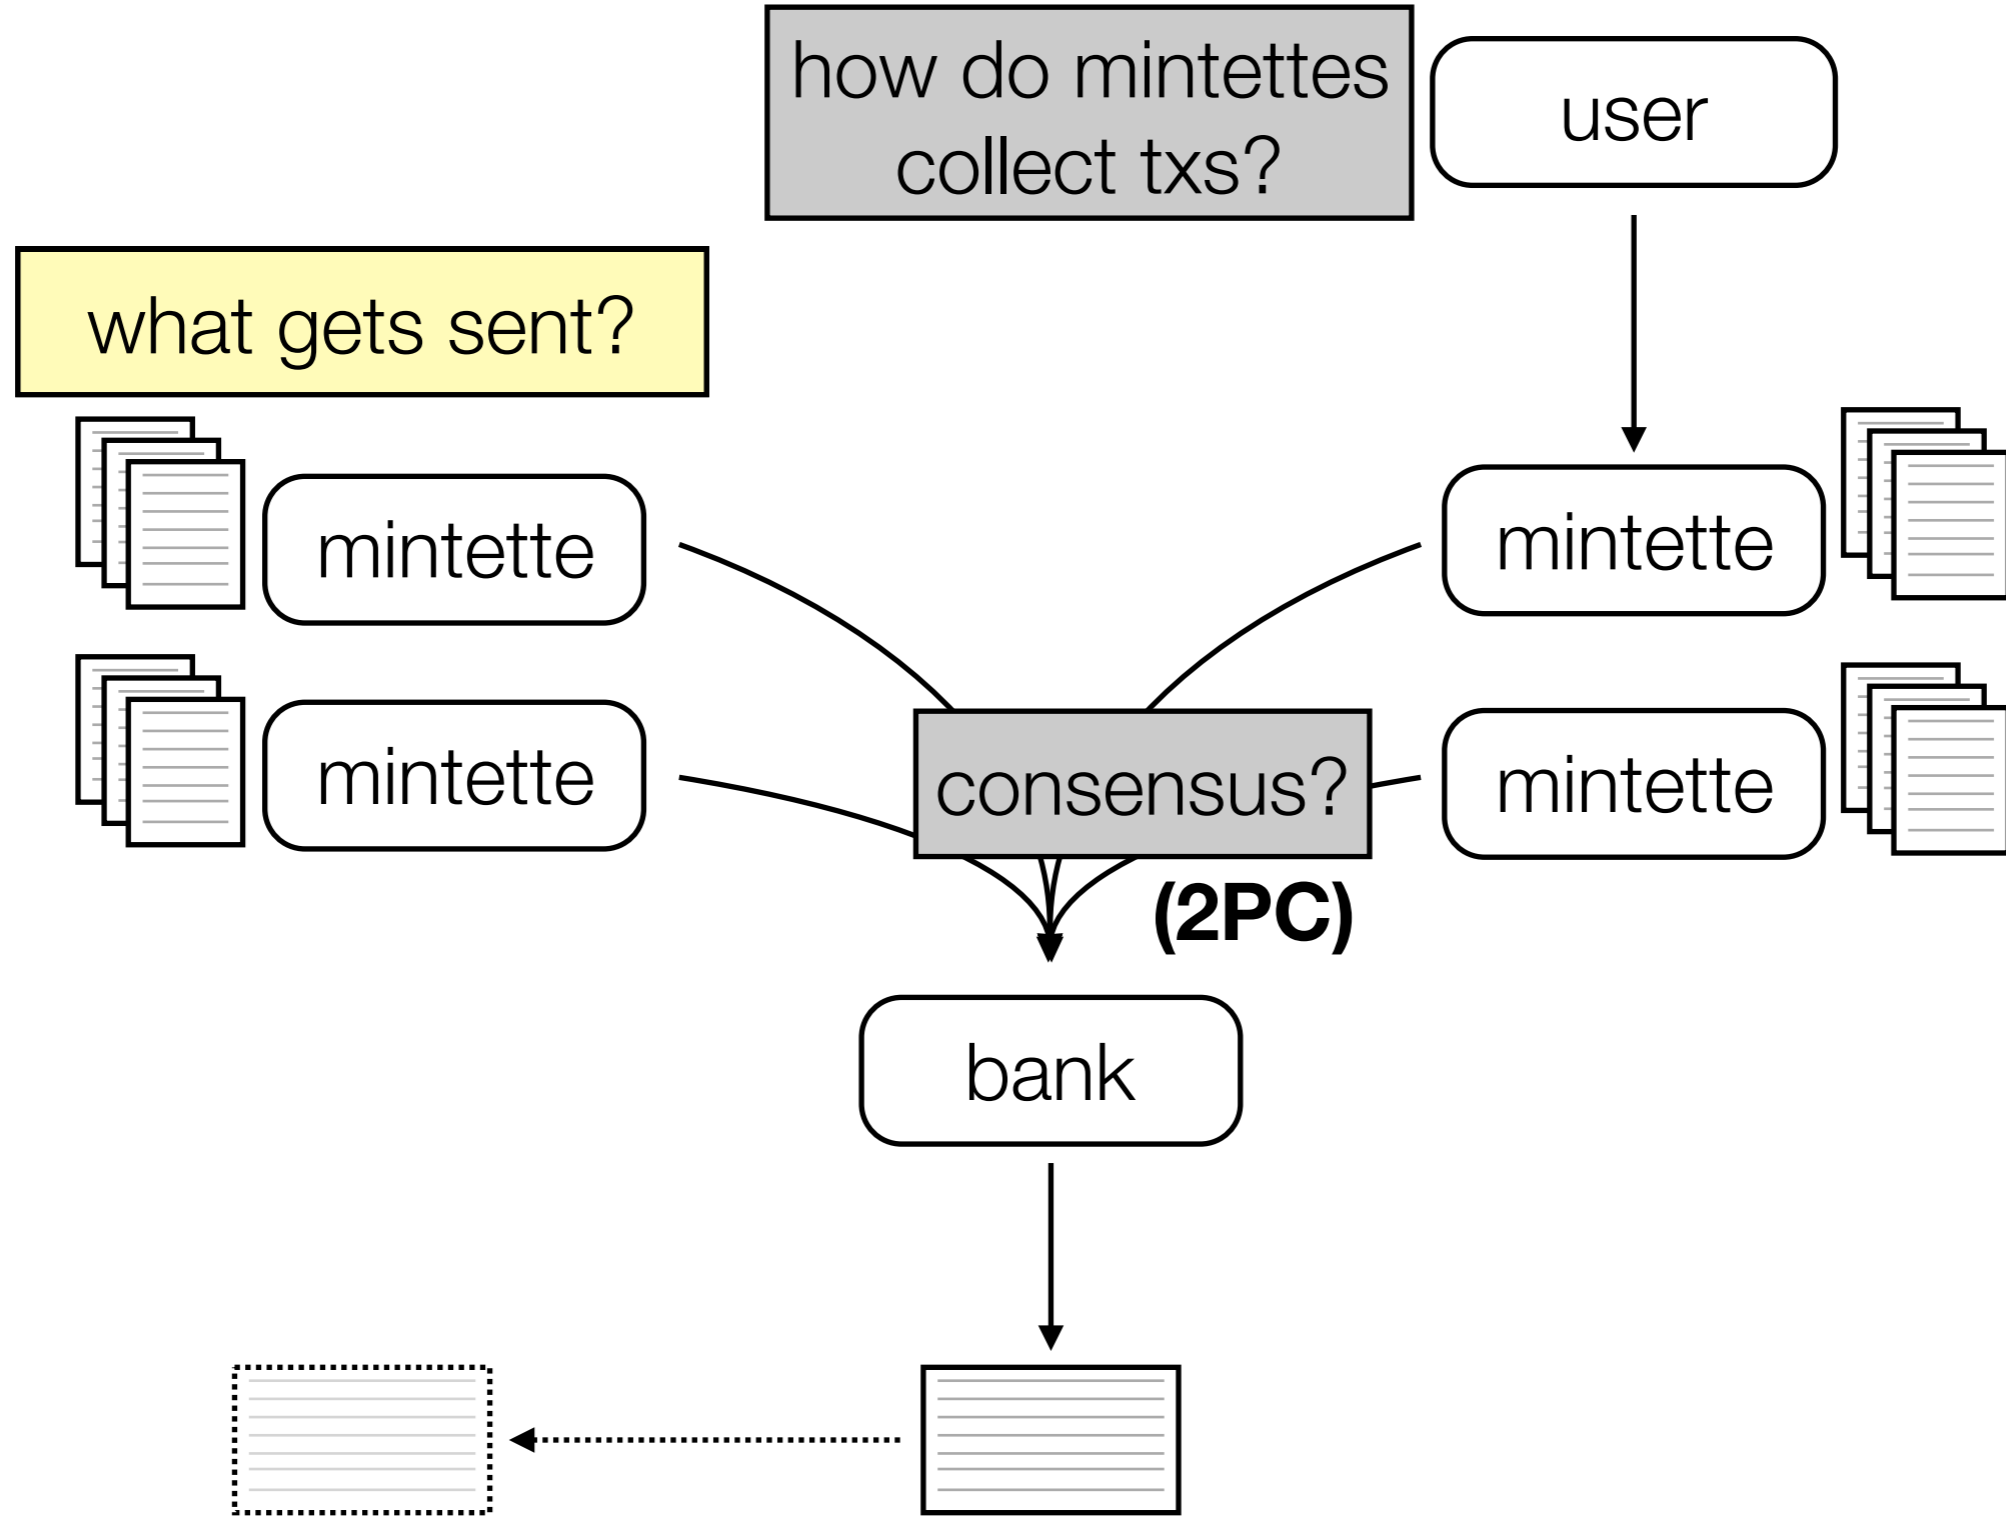 how do mintettes
collect txs?
user
what gets sent?
mintette
mintette
mintette
mintette
consensus?
(2PC)
bank